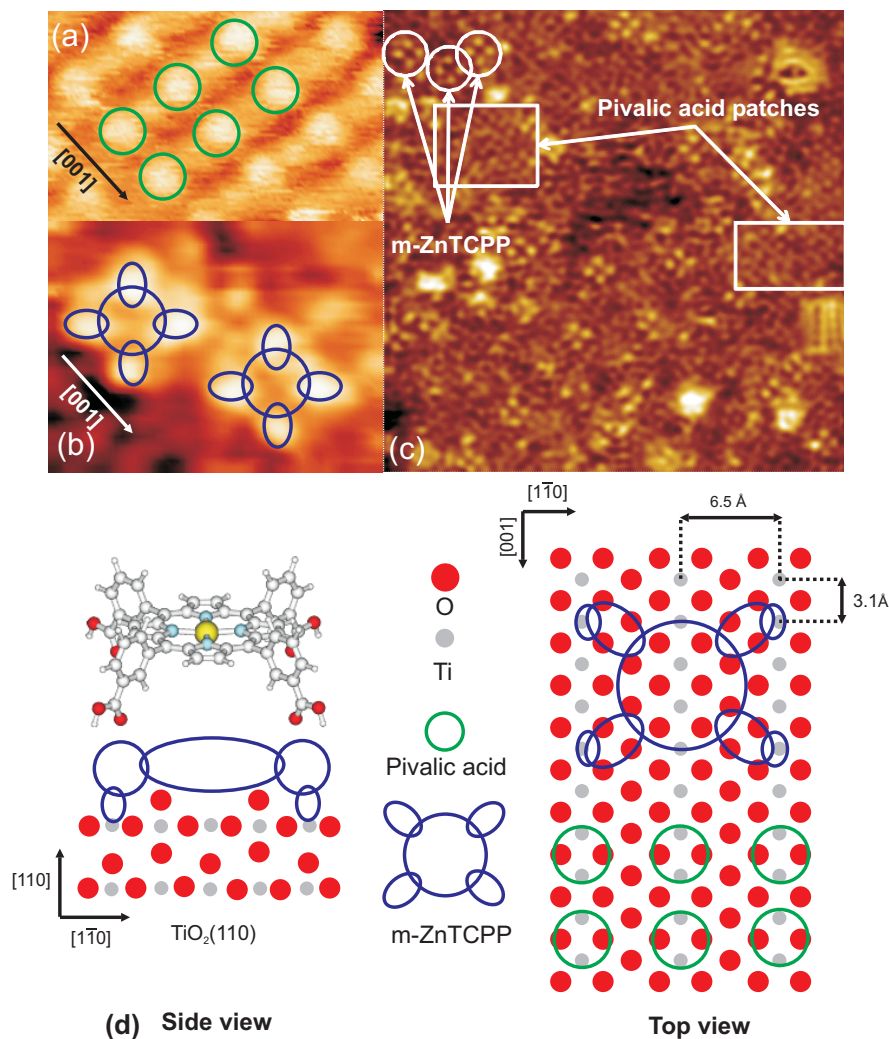 (a)
[001]
[001]
(b)
Pivalic acid patches
m-ZnTCPP
(c)
[11̅0]
6.5 Å
[001]
3.1Å
O
Ti
Pivalic acid
m-ZnTCPP
[110]
[11̅0]
TiO₂(110)
(d) Side view
Top view